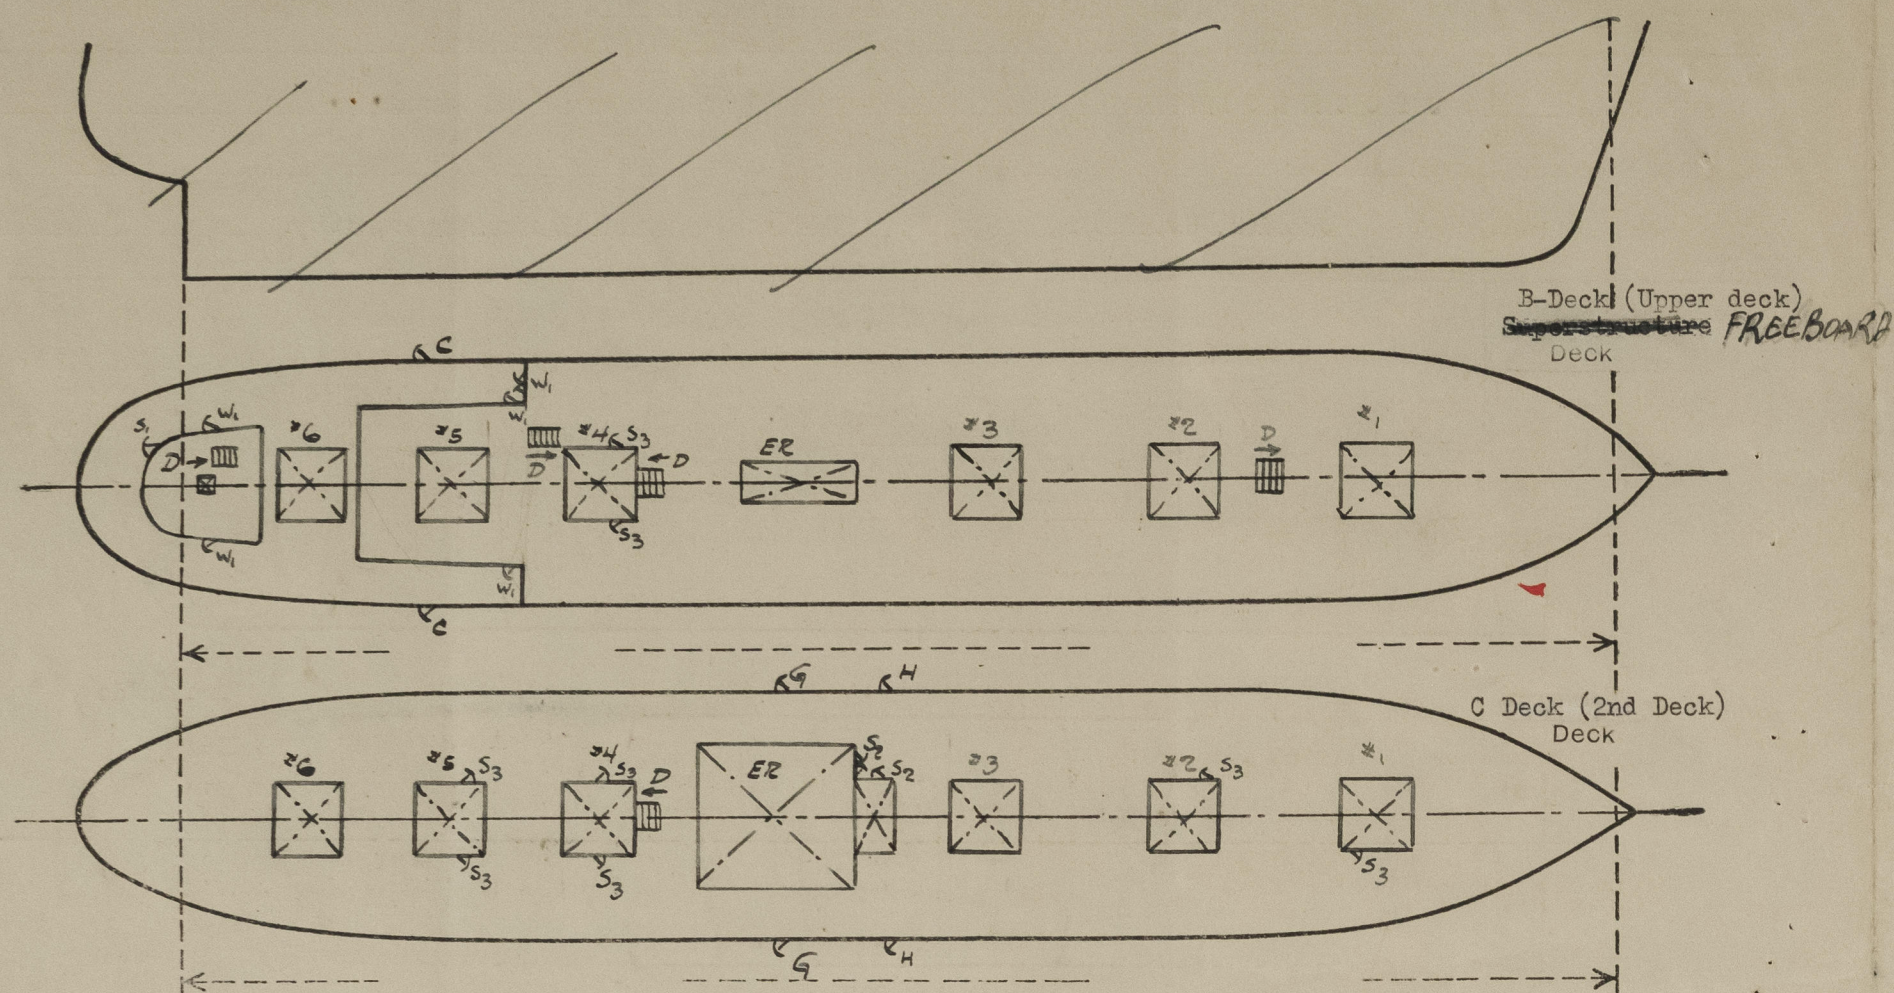 B-Deck (Upper deck)
Superstructure FREEBOARD
Deck
C
W1
W1
S1
W1
#6
#5
#4
S3
ER
#3
#2
D
#1
D
D
D
S3
W1
W1
C
G
H
C Deck (2nd Deck)
Deck
#6
#5
S3
#4
S3
D
ER
S2
S2
#3
#2
S3
#1
S3
S3
S3
G
H